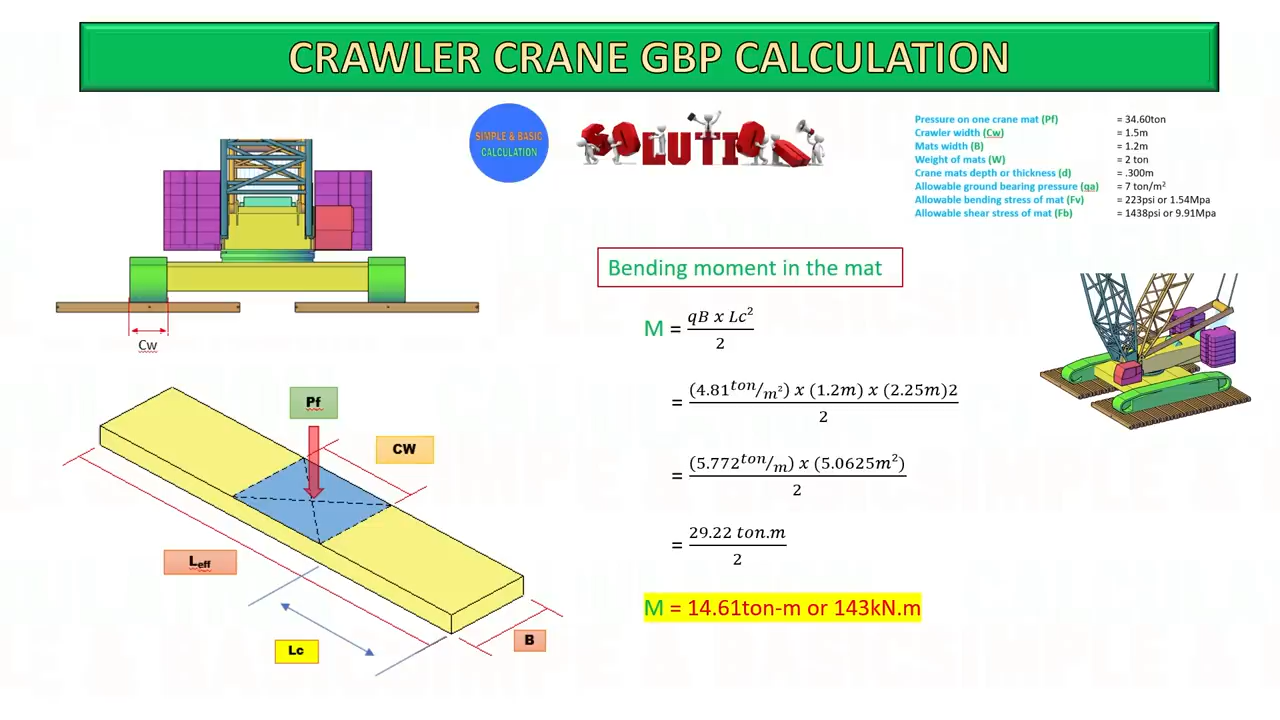 CRAWLER CRANE GBP CALCULATION
SIMPLE & BASIC
CALCULATION
SOLUTION
Pressure on one crane mat (Pf) = 34.60ton
Crawler width (Cw) = 1.5m
Mats width (B) = 1.2m
Weight of mats (W) = 2 ton
Crane mats depth or thickness (d) = .300m
Allowable ground bearing pressure (qa) = 7 ton/m²
Allowable bending stress of mat (Fv) = 223psi or 1.54Mpa
Allowable shear stress of mat (Fb) = 1438psi or 9.91Mpa
Cw
Pf
CW
Leff
Lc
B
Bending moment in the mat
M = qB x Lc² / 2
= (4.81 ton/m²) x (1.2m) x (2.25m)2 / 2
= (5.772 ton/m) x (5.0625m²) / 2
= 29.22 ton.m / 2
M = 14.61ton-m or 143kN.m